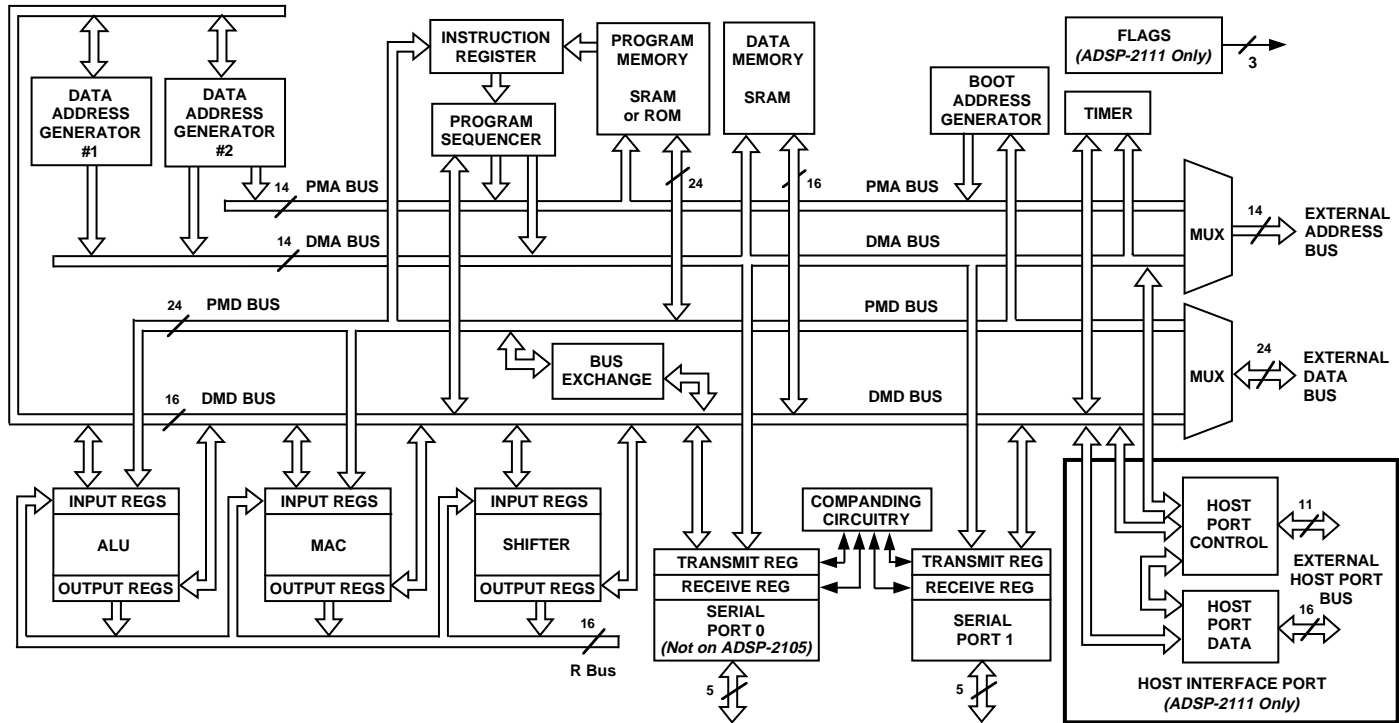 INSTRUCTION
REGISTER
PROGRAM
MEMORY
SRAM
or ROM
DATA
MEMORY
SRAM
FLAGS
(ADSP-2111 Only)
3
DATA
ADDRESS
GENERATOR
#1
DATA
ADDRESS
GENERATOR
#2
PROGRAM
SEQUENCER
BOOT
ADDRESS
GENERATOR
TIMER
24
16
14
PMA BUS
PMA BUS
14
DMA BUS
DMA BUS
MUX
14
EXTERNAL
ADDRESS
BUS
24
PMD BUS
PMD BUS
BUS
EXCHANGE
MUX
24
EXTERNAL
DATA
BUS
16
DMD BUS
DMD BUS
INPUT REGS
ALU
OUTPUT REGS
INPUT REGS
MAC
OUTPUT REGS
INPUT REGS
SHIFTER
OUTPUT REGS
16
R Bus
COMPANDING
CIRCUITRY
TRANSMIT REG
RECEIVE REG
SERIAL
PORT 0
(Not on ADSP-2105)
5
TRANSMIT REG
RECEIVE REG
SERIAL
PORT 1
5
HOST
PORT
CONTROL
11
EXTERNAL
HOST PORT
BUS
HOST
PORT
DATA
16
HOST INTERFACE PORT
(ADSP-2111 Only)